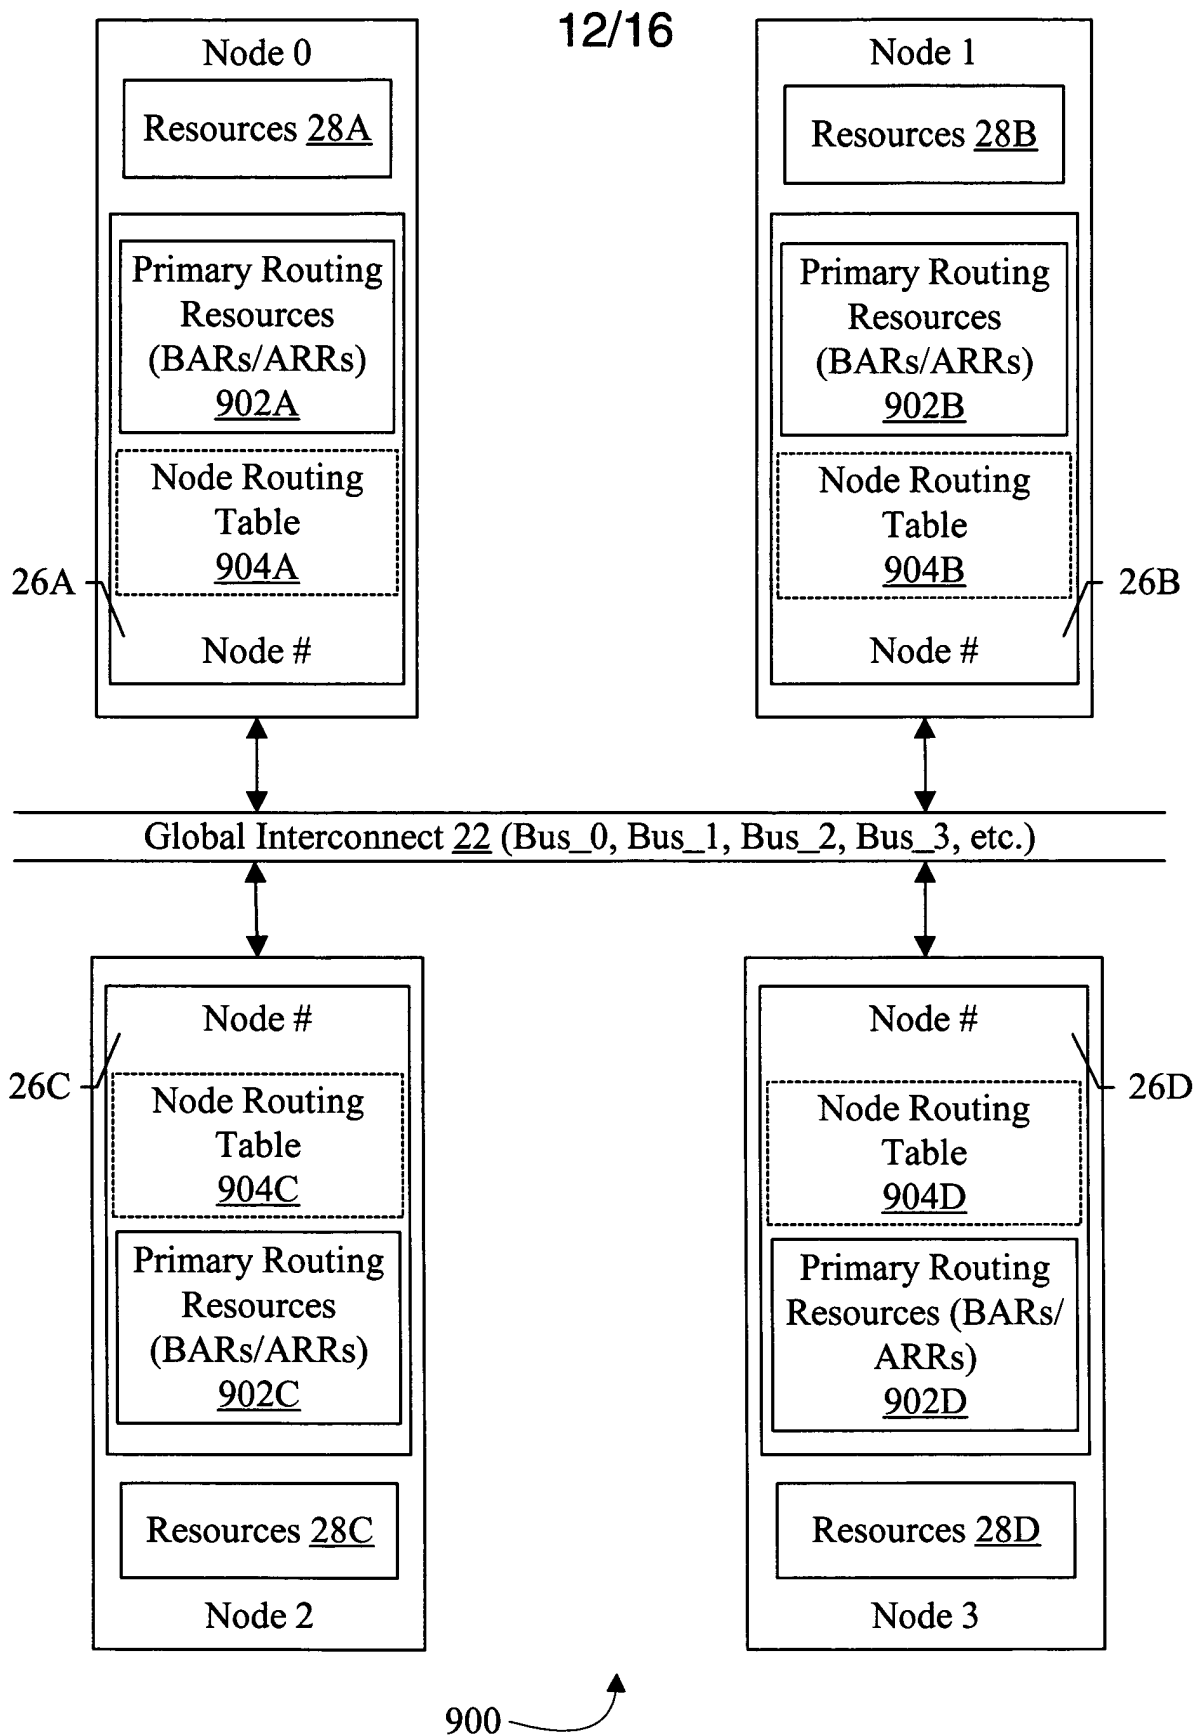 12/16
Node 0
Resources 28A
Primary Routing
Resources
(BARs/ARRs)
902A
Node Routing
Table
904A
26A
Node #
Node 1
Resources 28B
Primary Routing
Resources
(BARs/ARRs)
902B
Node Routing
Table
904B
26B
Node #
Global Interconnect 22 (Bus_0, Bus_1, Bus_2, Bus_3, etc.)
Node #
26C
Node Routing
Table
904C
Primary Routing
Resources
(BARs/ARRs)
902C
Resources 28C
Node 2
Node #
26D
Node Routing
Table
904D
Primary Routing
Resources (BARs/
ARRs)
902D
Resources 28D
Node 3
900